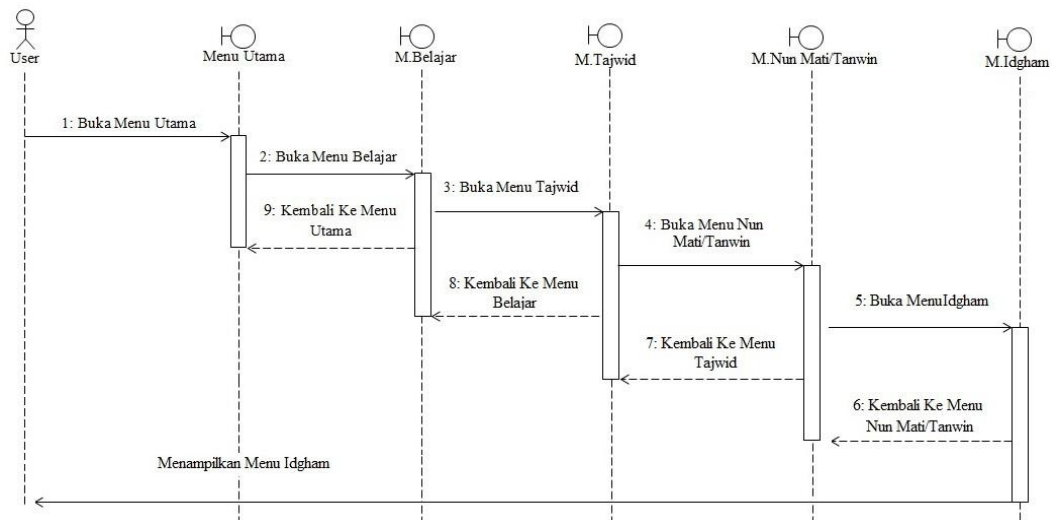 User
Menu Utama
M.Belajar
M.Tajwid
M.Nun Mati/Tanwin
M.Idgham
1: Buka Menu Utama
2: Buka Menu Belajar
3: Buka Menu Tajwid
9: Kembali Ke Menu
Utama
4: Buka Menu Nun
Mati/Tanwin
8: Kembali Ke Menu
Belajar
5: Buka MenuIdgham
7: Kembali Ke Menu
Tajwid
6: Kembali Ke Menu
Nun Mati/Tanwin
Menampilkan Menu Idgham